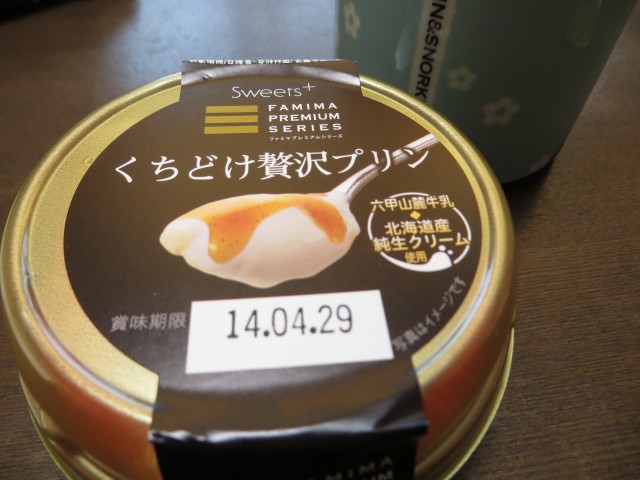 Sweets+
FAMIMA
PREMIUM
SERIES
ファミマプレミアムシリーズ
くちどけ贅沢プリン
六甲山麓牛乳
北海道産
純生クリーム
使用
賞味期限
14.04.29
写真はイメージです
IN&SNORK
FAMIMA